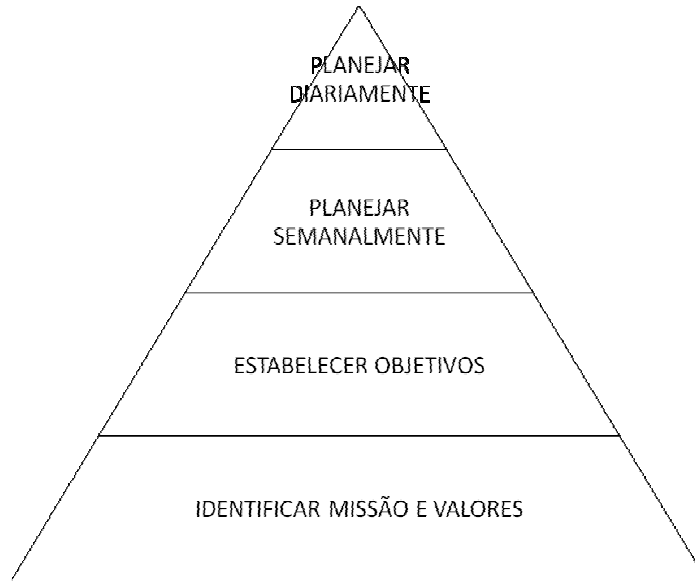 PLANEJAR
DIARIAMENTE
PLANEJAR
SEMANALMENTE
ESTABELECER OBJETIVOS
IDENTIFICAR MISSÃO E VALORES